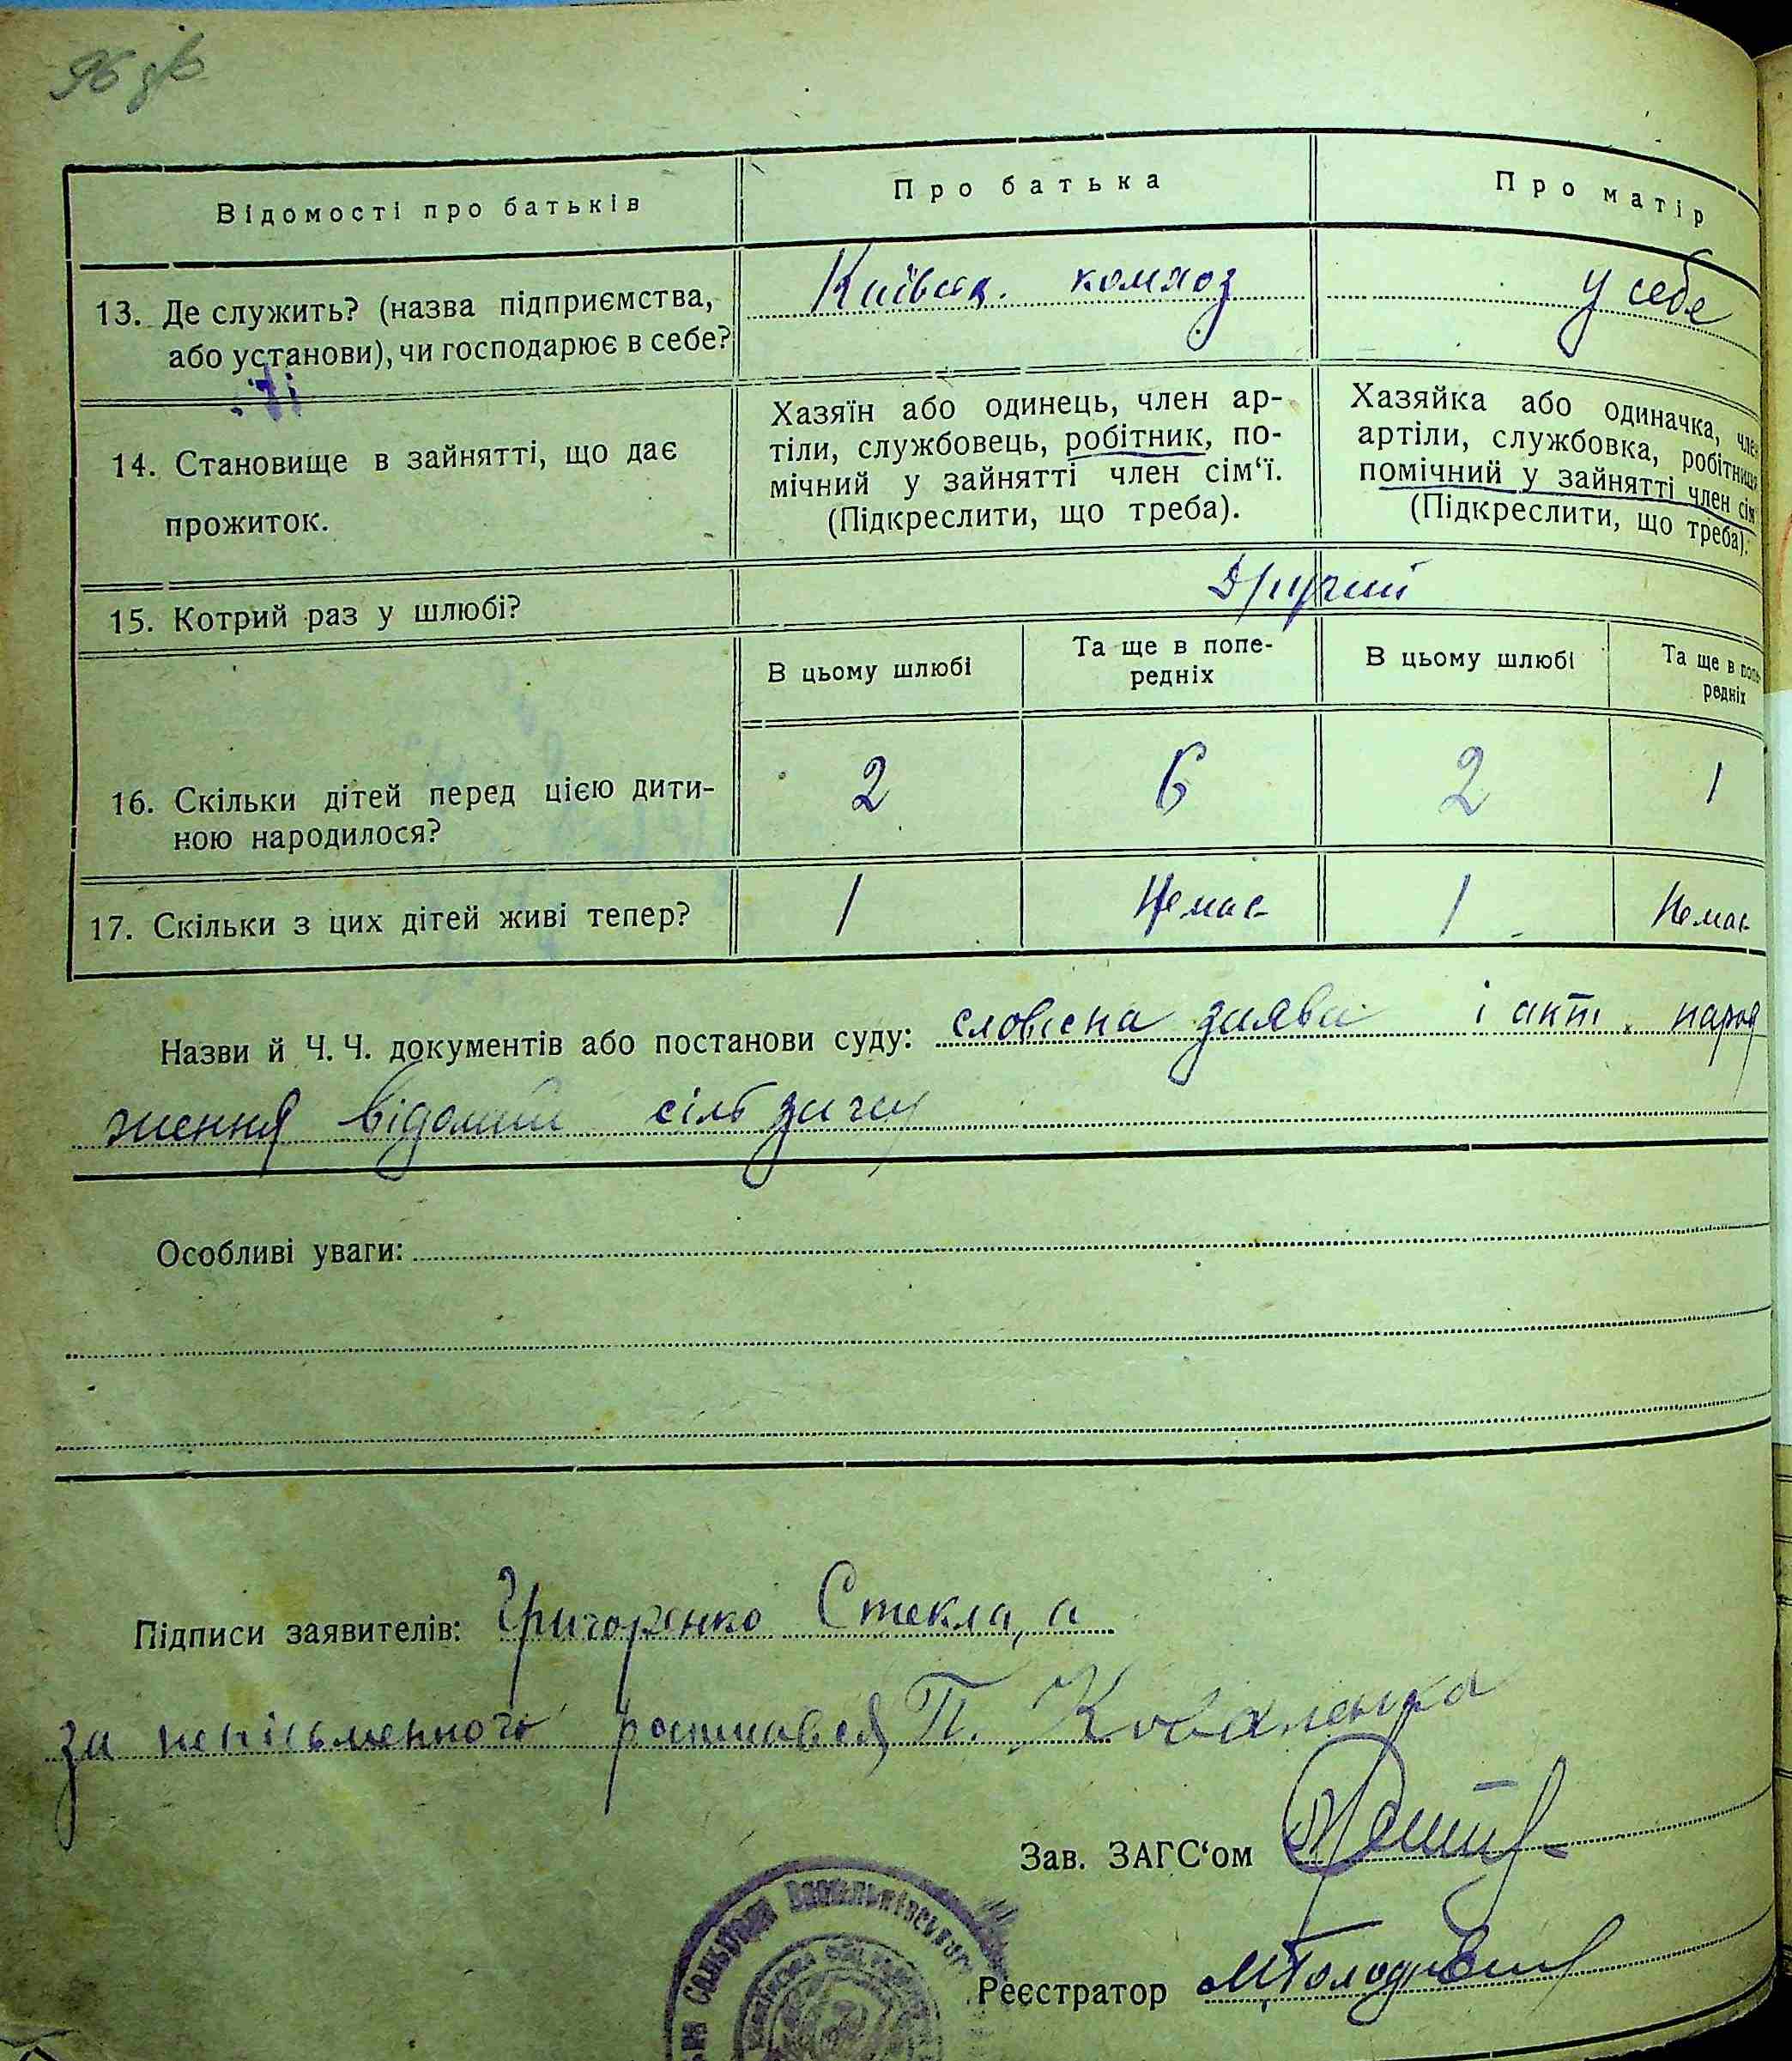 Відомості про батьків
Про батька
Про матір
13. Де служить? (назва підприємства,
або установи), чи господарює в себе?
Київськ. комхоз
у себе
14. Становище в зайнятті, що дає
прожиток.
Хазяїн або одинець, член ар-
тіли, службовець, робітник, по-
мічний у зайнятті член сім‘ї.
(Підкреслити, що треба).
Хазяйка або одиначка, член
артіли, службовка, робітниця
помічний у зайнятті член сім
(Підкреслити, що треба).
15. Котрий раз у шлюбі?
Другий
В цьому шлюбі
Та ще в попе-
редніх
В цьому шлюбі
Та ще в попе-
редніх
16. Скільки дітей перед цією дити-
ною народилося?
2
6
2
1
17. Скільки з цих дітей живі тепер?
1
Немає
1
Немає
Назви й Ч. Ч. документів або постанови суду: словесна заява і акт. народ
ження відомий
Особливі уваги:
Підписи заявителів: Григоренко Стекла, а
за непісьменного росписався П. Коваленко
Зав. ЗАГС‘ом
Реєстратор
Васильківського